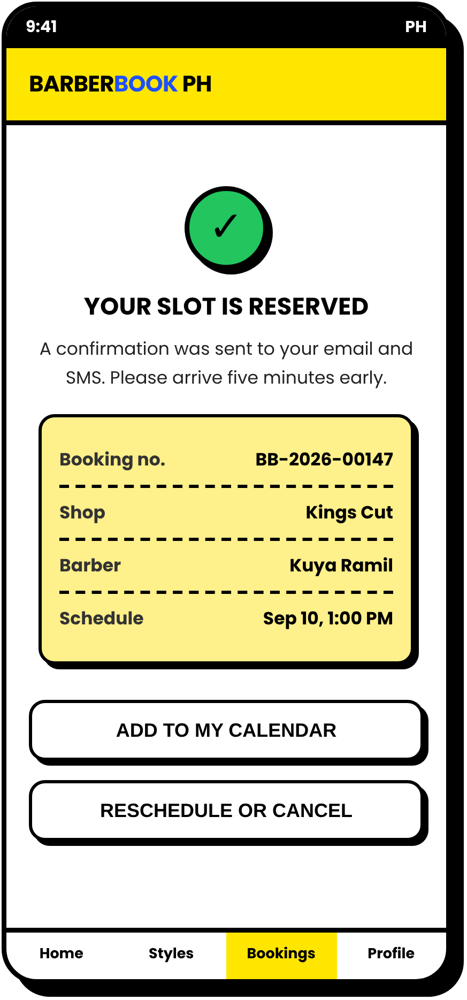 9:41 PH
BARBERBOOK PH
✓
YOUR SLOT IS RESERVED
A confirmation was sent to your email and
SMS. Please arrive five minutes early.
Booking no. BB-2026-00147
Shop Kings Cut
Barber Kuya Ramil
Schedule Sep 10, 1:00 PM
ADD TO MY CALENDAR
RESCHEDULE OR CANCEL
Home Styles Bookings Profile